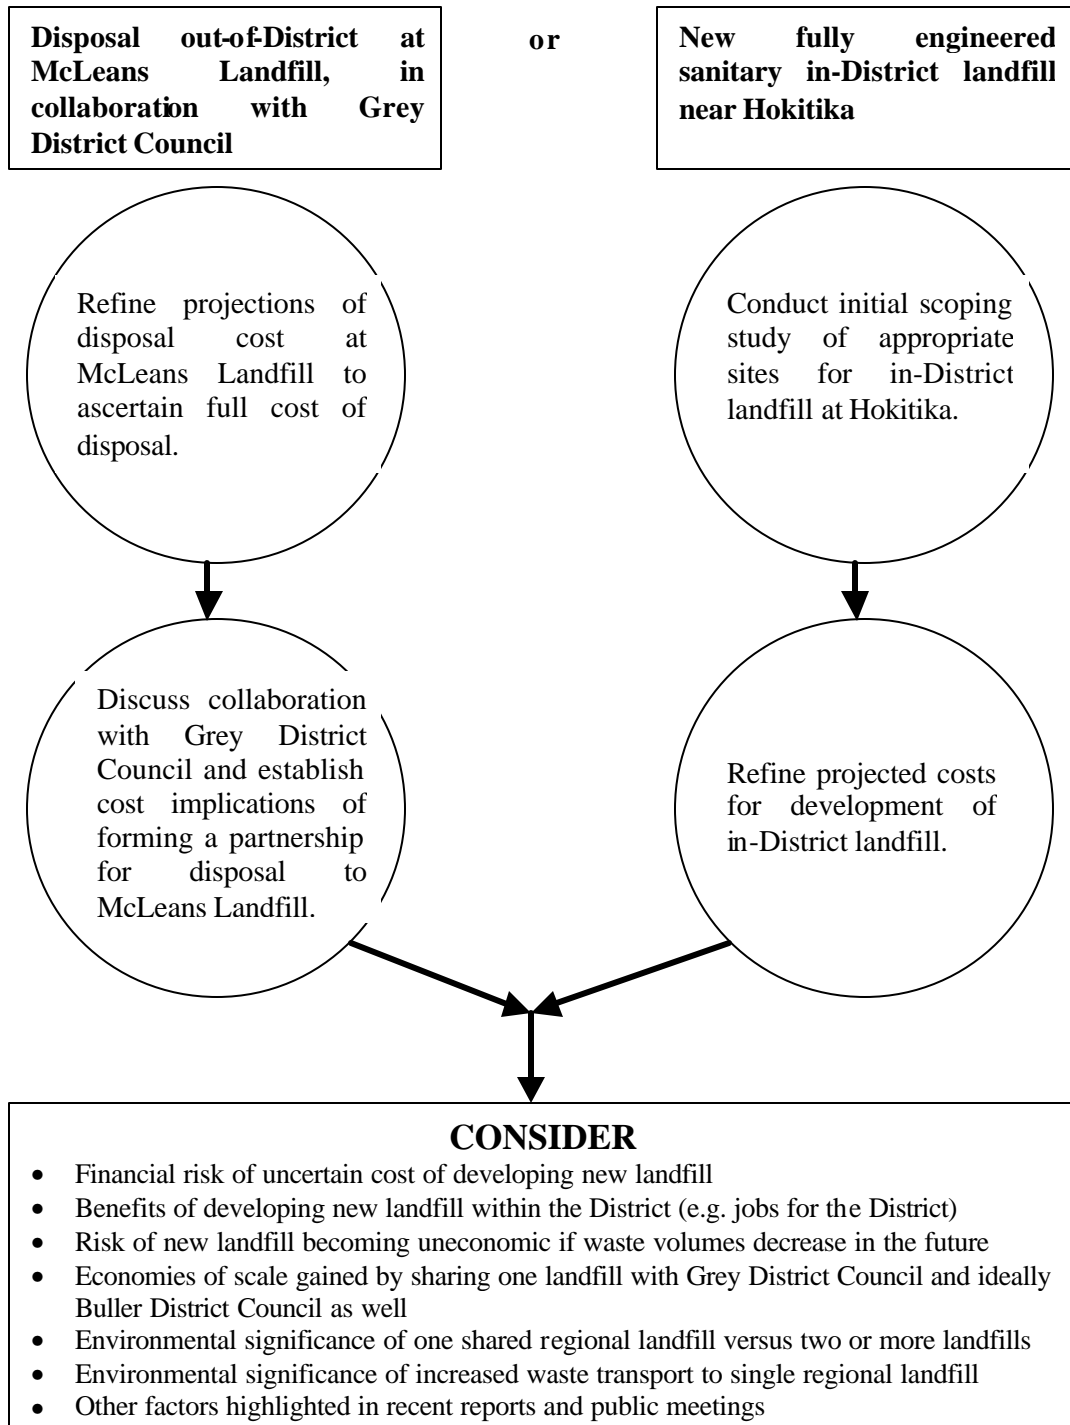 Disposal out-of-District at
McLeans Landfill, in
collaboration with Grey
District Council
or
New fully engineered
sanitary in-District landfill
near Hokitika
Refine projections of
disposal cost at
McLeans Landfill to
ascertain full cost of
disposal.
Conduct initial scoping
study of appropriate
sites for in-District
landfill at Hokitika.
Discuss collaboration
with Grey District
Council and establish
cost implications of
forming a partnership
for disposal to
McLeans Landfill.
Refine projected costs
for development of
in-District landfill.
CONSIDER
• Financial risk of uncertain cost of developing new landfill
• Benefits of developing new landfill within the District (e.g. jobs for the District)
• Risk of new landfill becoming uneconomic if waste volumes decrease in the future
• Economies of scale gained by sharing one landfill with Grey District Council and ideally
Buller District Council as well
• Environmental significance of one shared regional landfill versus two or more landfills
• Environmental significance of increased waste transport to single regional landfill
• Other factors highlighted in recent reports and public meetings